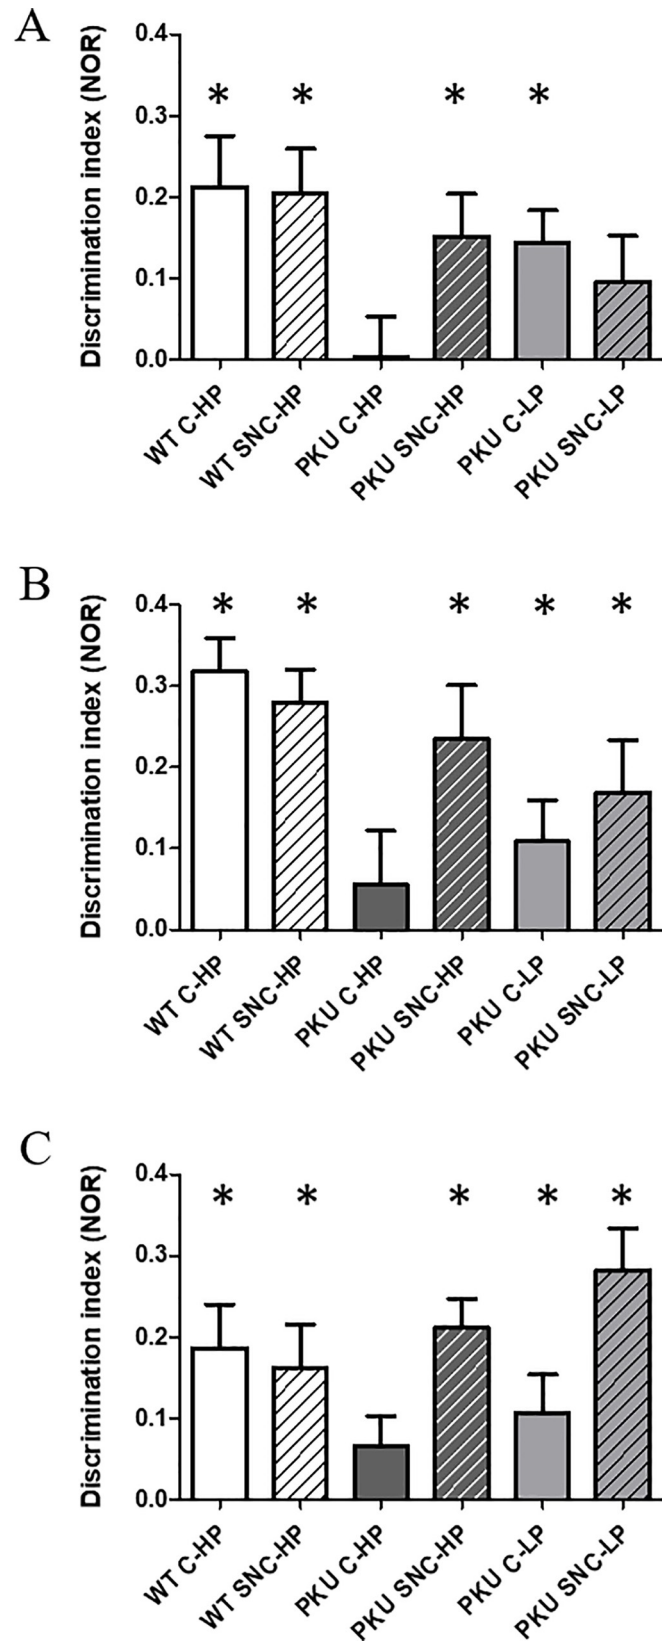 A
Discrimination index (NOR)
0.4
0.3
0.2
0.1
0.0
* * * *
WT C-HP
WT SNC-HP
PKU C-HP
PKU SNC-HP
PKU C-LP
PKU SNC-LP
B
Discrimination index (NOR)
0.4
0.3
0.2
0.1
0.0
* * * * *
WT C-HP
WT SNC-HP
PKU C-HP
PKU SNC-HP
PKU C-LP
PKU SNC-LP
C
Discrimination index (NOR)
0.4
0.3
0.2
0.1
0.0
* * * * *
WT C-HP
WT SNC-HP
PKU C-HP
PKU SNC-HP
PKU C-LP
PKU SNC-LP